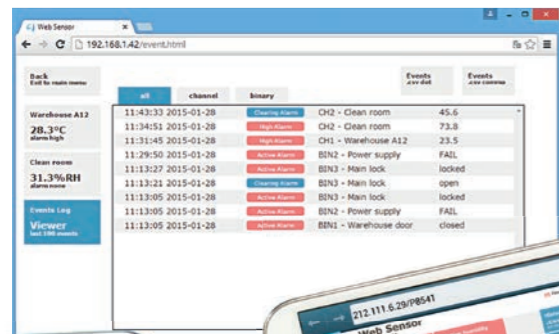 Web Sensor
192.168.1.42/event.html
Back
Exit to main menu
Events
.csv dot
Events
.csv comma
all channel binary
Warehouse A12
28.3°C
alarm high
Clean room
31.3%RH
alarm none
Events Log
Viewer
last 100 events
11:43:33 2015-01-28 Clearing Alarm CH2 - Clean room 45.6
11:34:51 2015-01-28 High Alarm CH2 - Clean room 73.8
11:31:45 2015-01-28 High Alarm CH1 - Warehouse A12 23.5
11:29:50 2015-01-28 Active Alarm BIN2 - Power supply FAIL
11:13:27 2015-01-28 Active Alarm BIN3 - Main lock locked
11:13:21 2015-01-28 Clearing Alarm BIN3 - Main lock open
11:13:05 2015-01-28 Active Alarm BIN3 - Main lock locked
11:13:05 2015-01-28 Active Alarm BIN2 - Power supply FAIL
11:13:05 2015-01-28 Active Alarm BIN1 - Warehouse door closed
212.111.6.29/P8541
Web Sensor